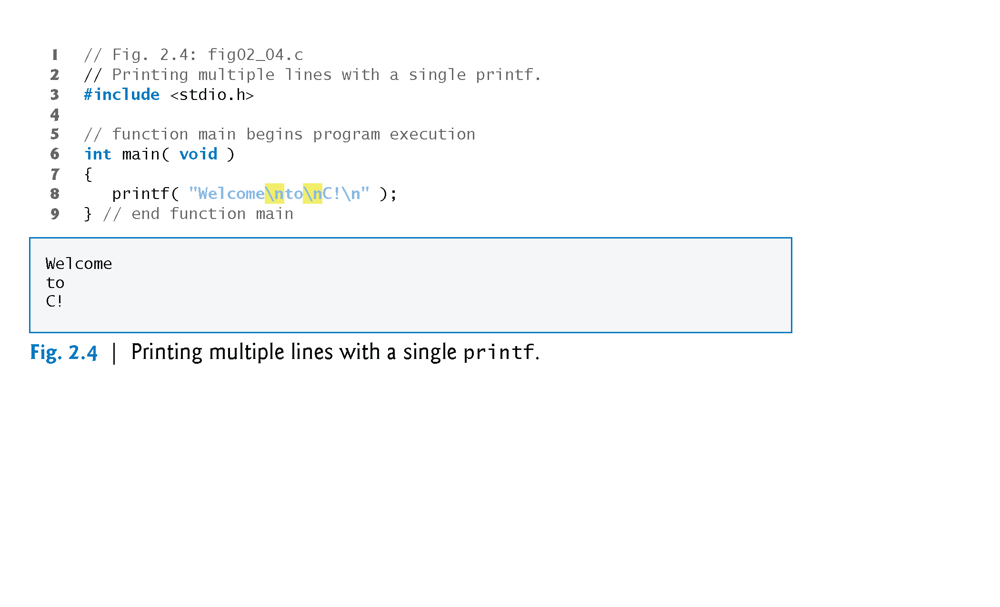 1 // Fig. 2.4: fig02_04.c
2 // Printing multiple lines with a single printf.
3 #include <stdio.h>
4
5 // function main begins program execution
6 int main( void )
7 {
8    printf( "Welcome\nto\nC!\n" );
9 } // end function main
Welcome
to
C!
Fig. 2.4 | Printing multiple lines with a single printf.